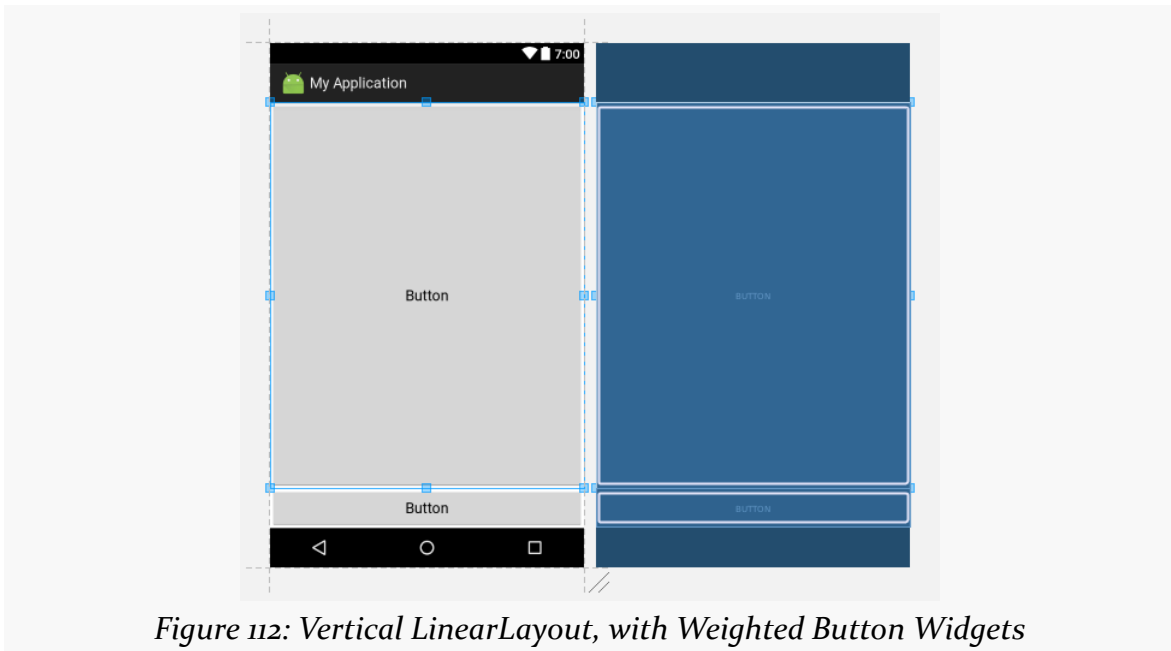 7:00
My Application
Button
BUTTON
Button
BUTTON
Figure 112: Vertical LinearLayout, with Weighted Button Widgets